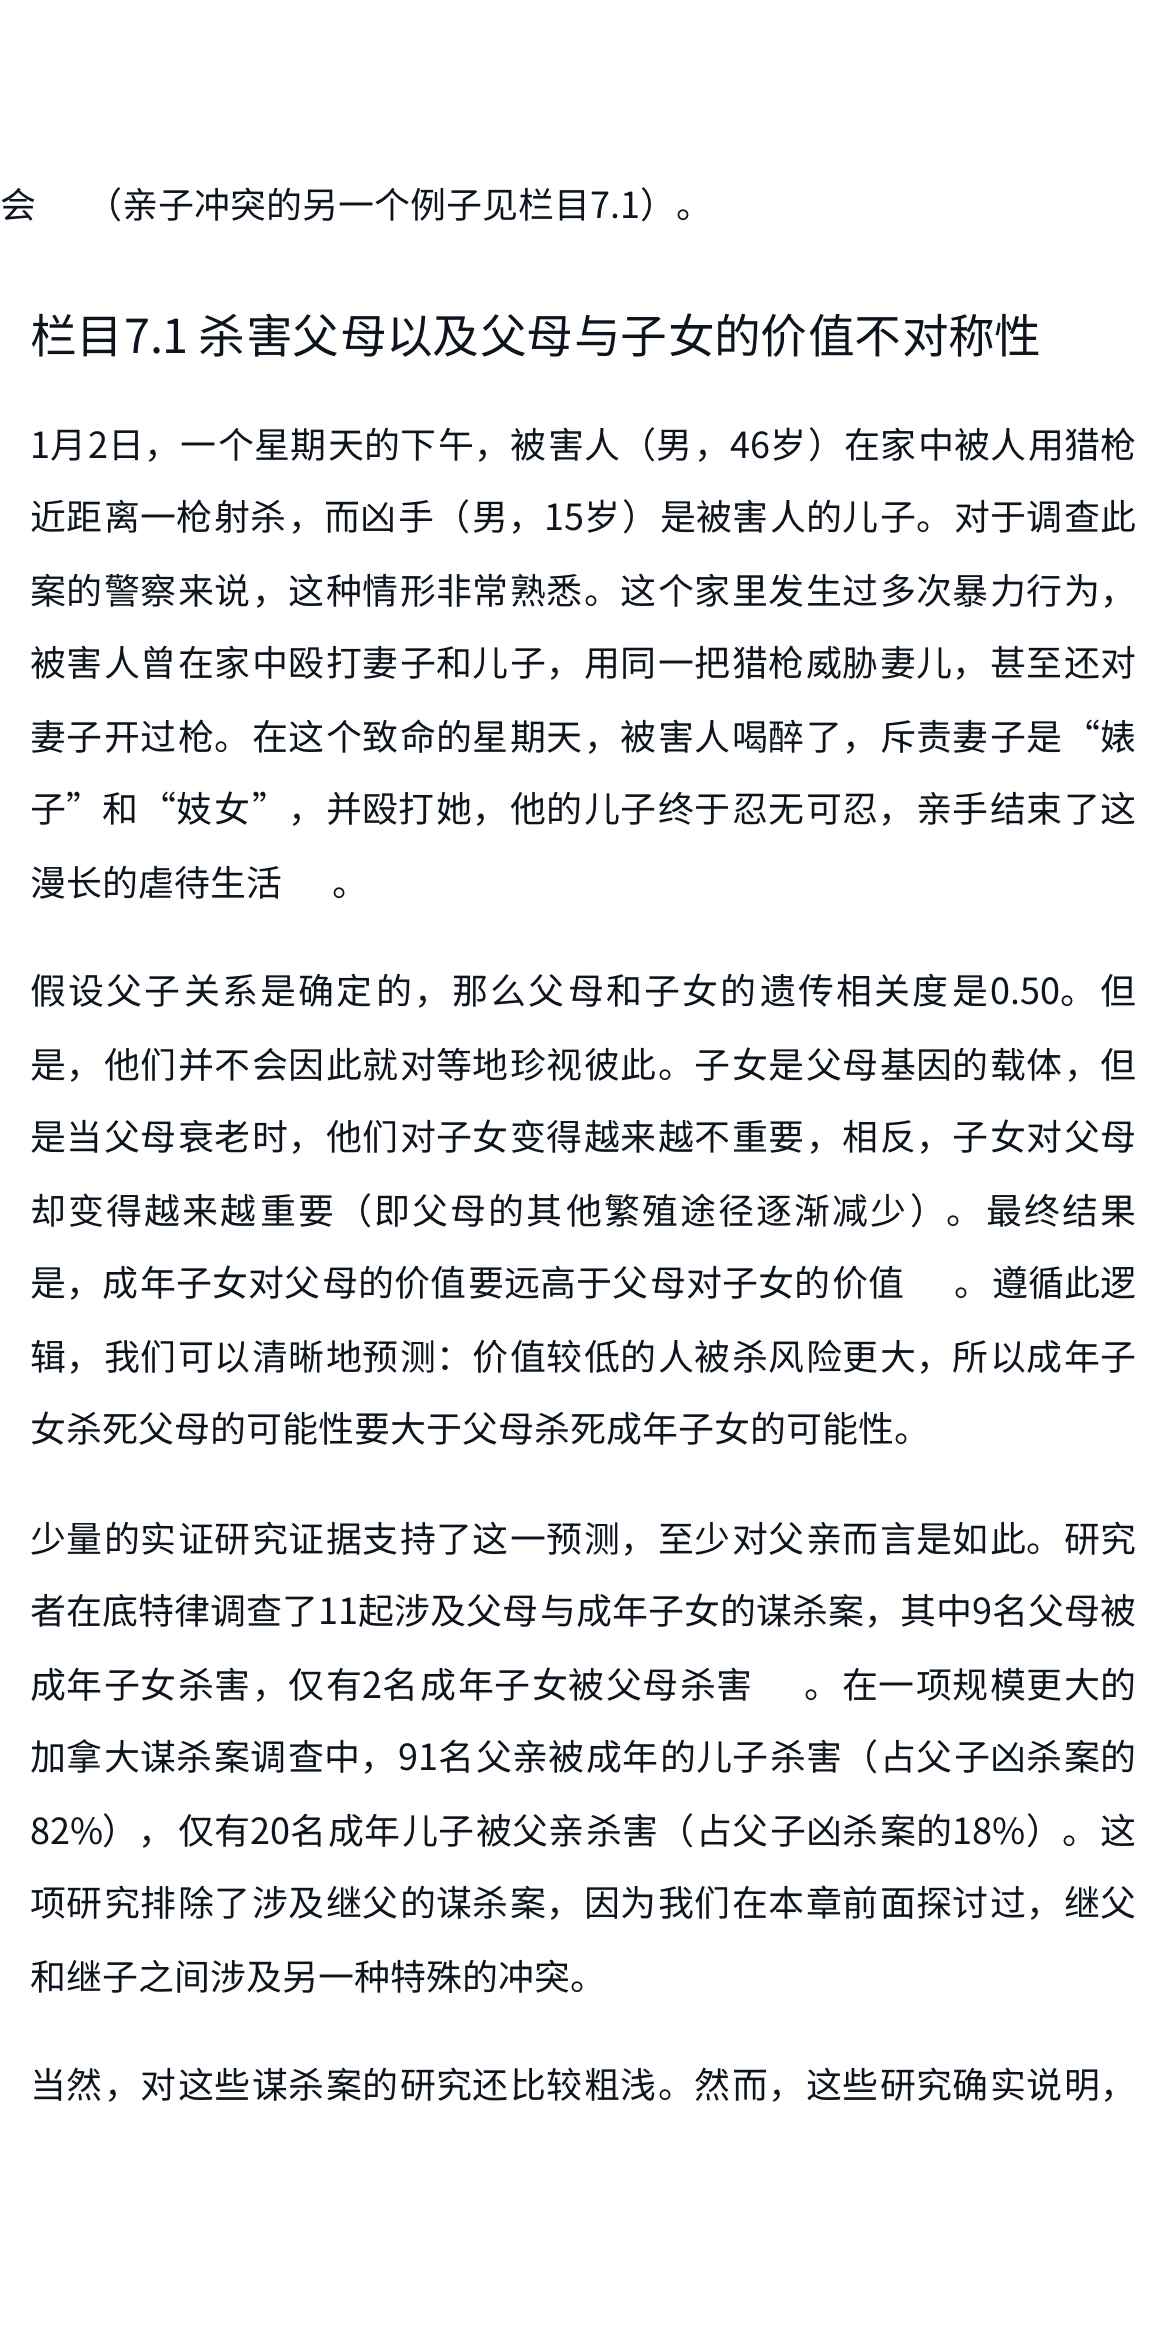 会 （亲子冲突的另一个例子见栏目7.1）。
栏目7.1 杀害父母以及父母与子女的价值不对称性
1月2日，一个星期天的下午，被害人（男，46岁）在家中被人用猎枪
近距离一枪射杀，而凶手（男，15岁）是被害人的儿子。对于调查此
案的警察来说，这种情形非常熟悉。这个家里发生过多次暴力行为，
被害人曾在家中殴打妻子和儿子，用同一把猎枪威胁妻儿，甚至还对
妻子开过枪。在这个致命的星期天，被害人喝醉了，斥责妻子是“婊
子”和“妓女”，并殴打她，他的儿子终于忍无可忍，亲手结束了这
漫长的虐待生活 。
假设父子关系是确定的，那么父母和子女的遗传相关度是0.50。但
是，他们并不会因此就对等地珍视彼此。子女是父母基因的载体，但
是当父母衰老时，他们对子女变得越来越不重要，相反，子女对父母
却变得越来越重要（即父母的其他繁殖途径逐渐减少）。最终结果
是，成年子女对父母的价值要远高于父母对子女的价值 。遵循此逻
辑，我们可以清晰地预测：价值较低的人被杀风险更大，所以成年子
女杀死父母的可能性要大于父母杀死成年子女的可能性。
少量的实证研究证据支持了这一预测，至少对父亲而言是如此。研究
者在底特律调查了11起涉及父母与成年子女的谋杀案，其中9名父母被
成年子女杀害，仅有2名成年子女被父母杀害 。在一项规模更大的
加拿大谋杀案调查中，91名父亲被成年的儿子杀害（占父子凶杀案的
82%），仅有20名成年儿子被父亲杀害（占父子凶杀案的18%）。这
项研究排除了涉及继父的谋杀案，因为我们在本章前面探讨过，继父
和继子之间涉及另一种特殊的冲突。
当然，对这些谋杀案的研究还比较粗浅。然而，这些研究确实说明，